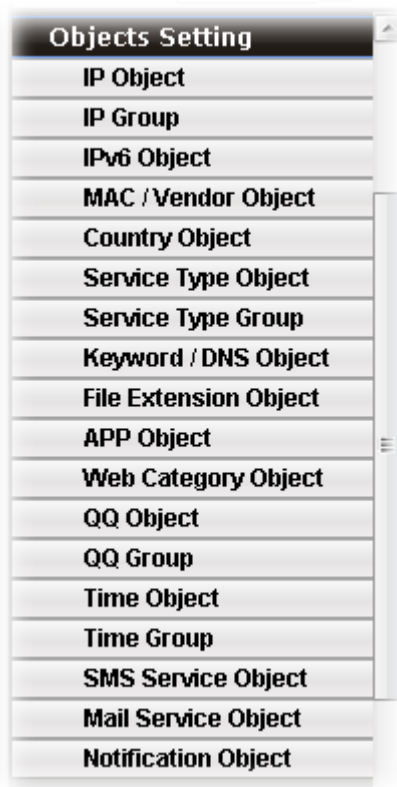 Objects Setting
IP Object
IP Group
IPv6 Object
MAC / Vendor Object
Country Object
Service Type Object
Service Type Group
Keyword / DNS Object
File Extension Object
APP Object
Web Category Object
QQ Object
QQ Group
Time Object
Time Group
SMS Service Object
Mail Service Object
Notification Object